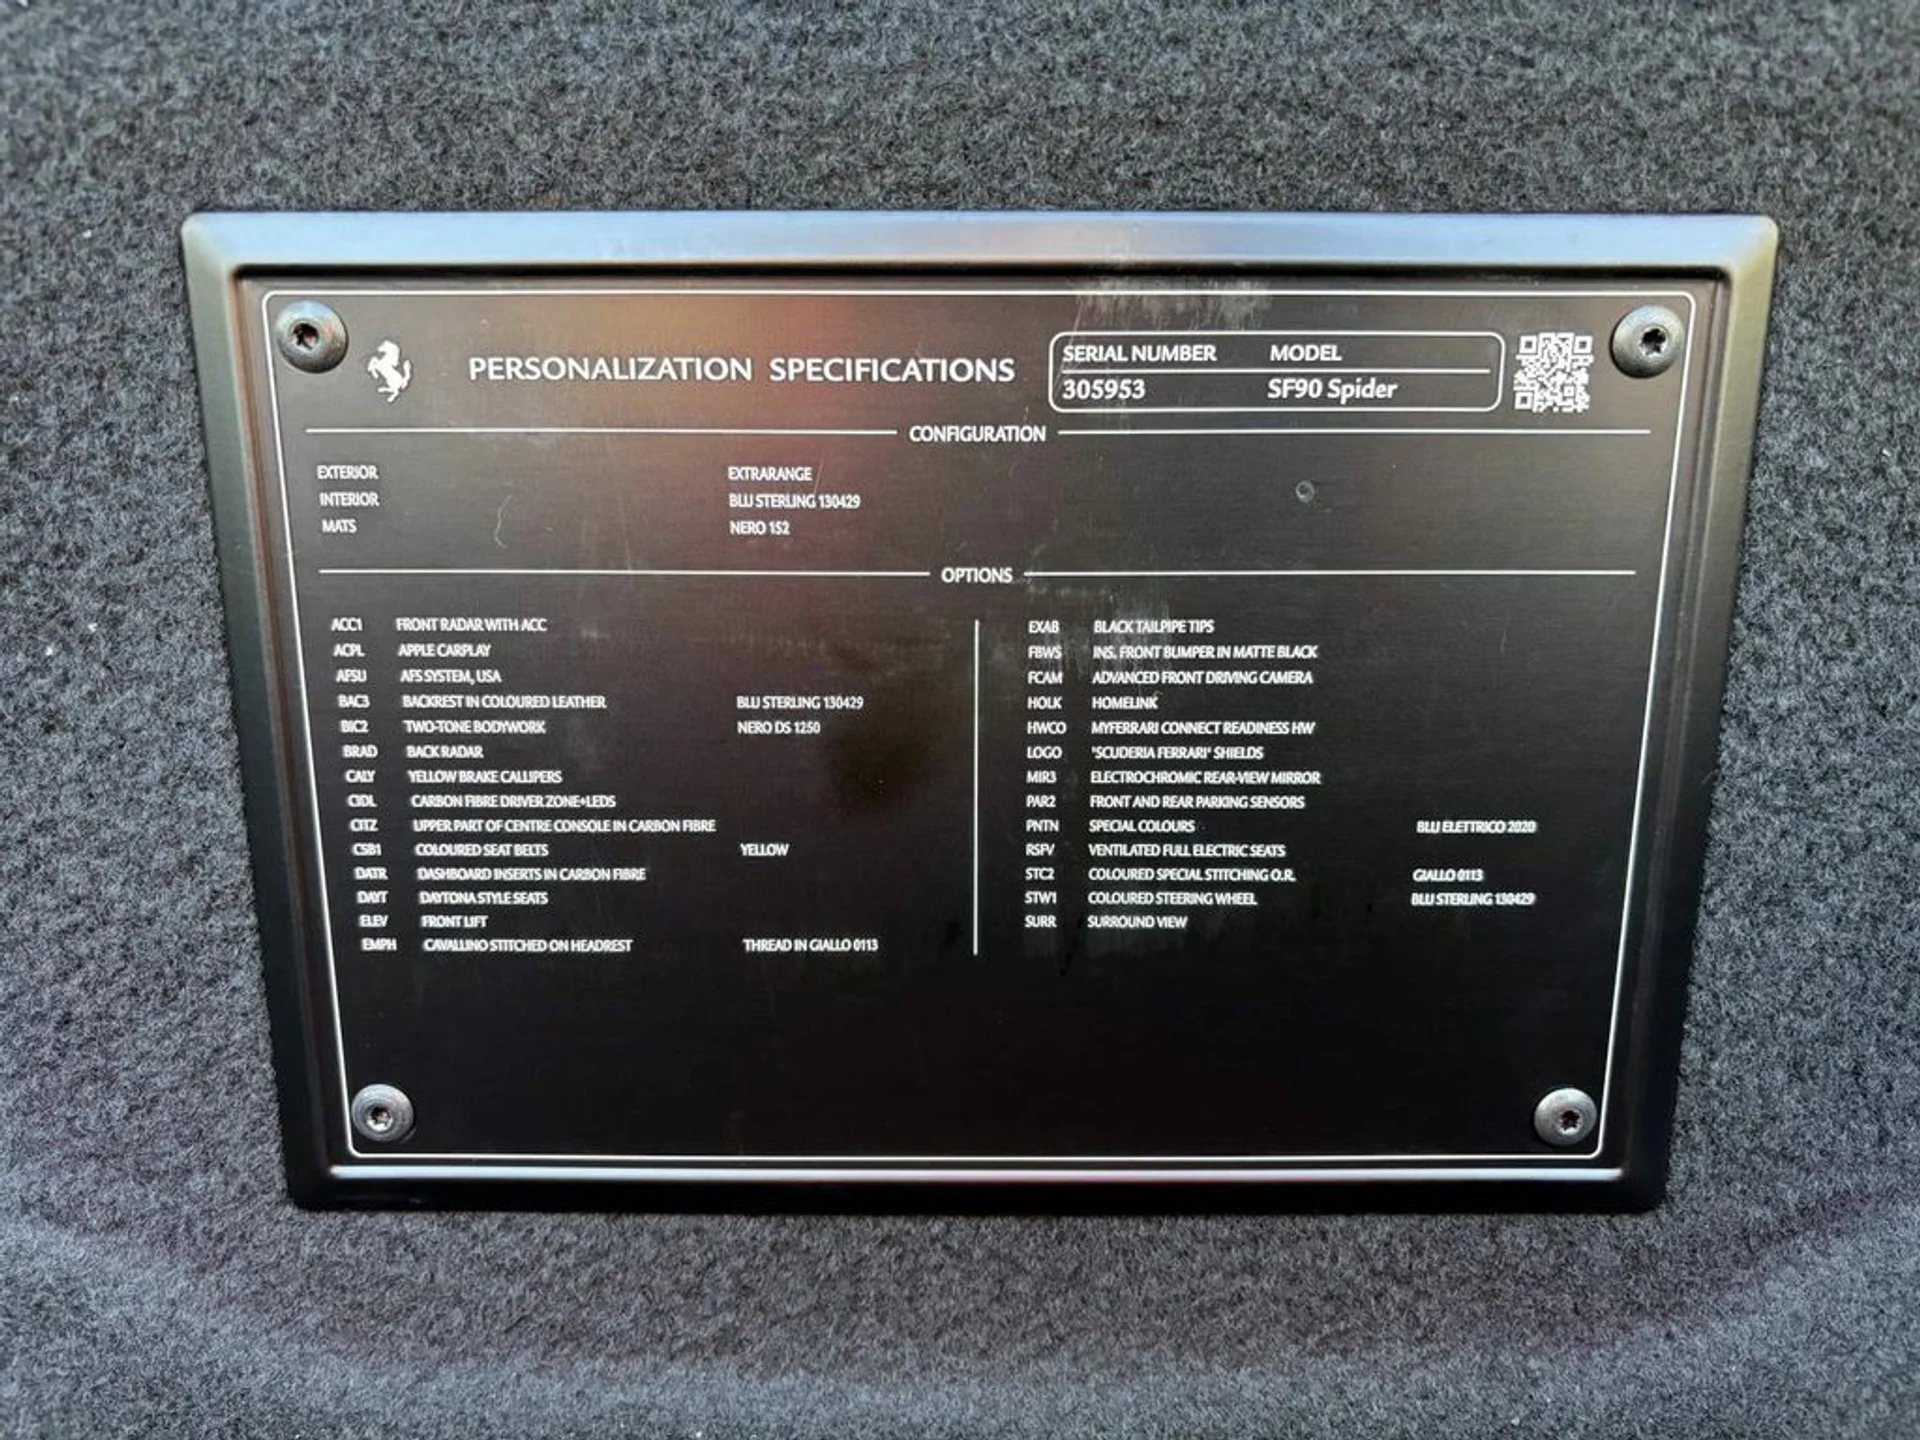 PERSONALIZATION SPECIFICATIONS
SERIAL NUMBER MODEL
305953 SF90 Spider
CONFIGURATION
EXTERIOR EXTRARANGE
INTERIOR BLU STERLING 130429
MATS NERO 152
OPTIONS
ACC1 FRONT RADAR WITH ACC
ACPL APPLE CARPLAY
AFSU AFS SYSTEM, USA
BAC3 BACKREST IN COLOURED LEATHER BLU STERLING 130429
BIC2 TWO-TONE BODYWORK NERO DS 1250
BRAD BACK RADAR
CALY YELLOW BRAKE CALLIPERS
CIDL CARBON FIBRE DRIVER ZONE+LEDS
CITZ UPPER PART OF CENTRE CONSOLE IN CARBON FIBRE
CSB1 COLOURED SEAT BELTS YELLOW
DATR DASHBOARD INSERTS IN CARBON FIBRE
DAYT DAYTONA STYLE SEATS
ELEV FRONT LIFT
EMPH CAVALLINO STITCHED ON HEADREST THREAD IN GIALLO 0113
EXAB BLACK TAILPIPE TIPS
FBWS INS. FRONT BUMPER IN MATTE BLACK
FCAM ADVANCED FRONT DRIVING CAMERA
HOLK HOMELINK
HWCO MYFERRARI CONNECT READINESS HW
LOGO "SCUDERIA FERRARI" SHIELDS
MIR3 ELECTROCHROMIC REAR-VIEW MIRROR
PAR2 FRONT AND REAR PARKING SENSORS
PNTN SPECIAL COLOURS BLU ELETTRICO 2020
RSFV VENTILATED FULL ELECTRIC SEATS
STC2 COLOURED SPECIAL STITCHING O.R. GIALLO 0113
STW1 COLOURED STEERING WHEEL BLU STERLING 130429
SURR SURROUND VIEW